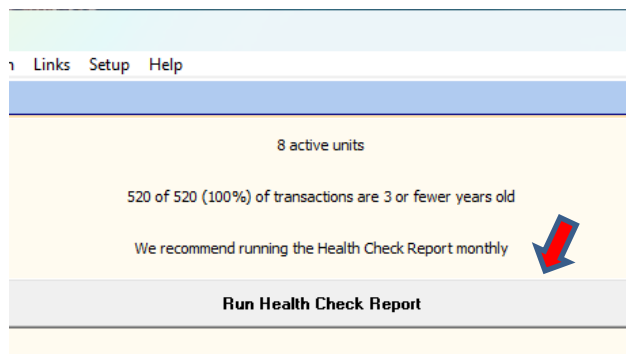 Links Setup Help
8 active units
520 of 520 (100%) of transactions are 3 or fewer years old
We recommend running the Health Check Report monthly
Run Health Check Report